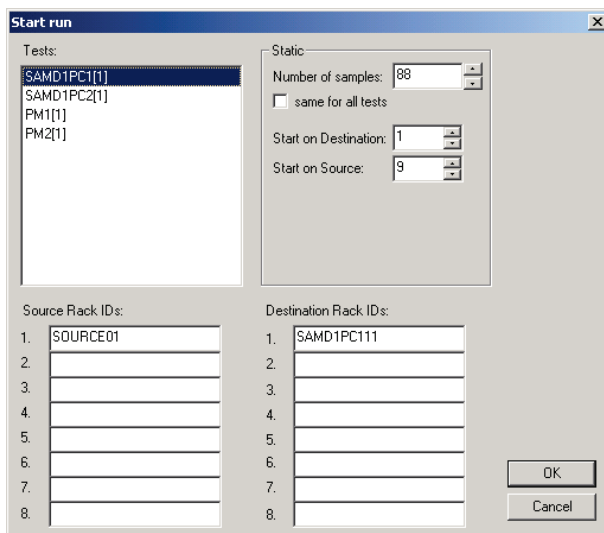 Start run
Tests:
SAMD1PC1[1]
SAMD1PC2[1]
PM1[1]
PM2[1]
Static
Number of samples: 88
same for all tests
Start on Destination: 1
Start on Source: 9
Source Rack IDs:
1. SOURCE01
2.
3.
4.
5.
6.
7.
8.
Destination Rack IDs:
1. SAMD1PC111
2.
3.
4.
5.
6.
7.
8.
OK
Cancel